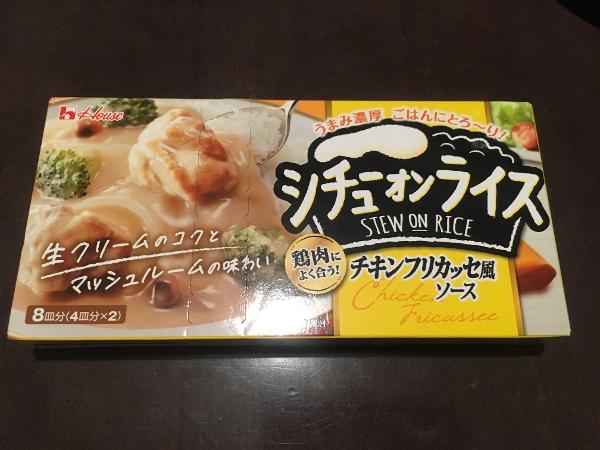 House
うまみ濃厚 ごはんにとろ～り!
シチューオンライス
STEW ON RICE
生クリームのコクと
マッシュルームの味わい
鶏肉に
よく合う!
チキンフリカッセ風
ソース
Chicken
Fricassee
8皿分(4皿分×2)